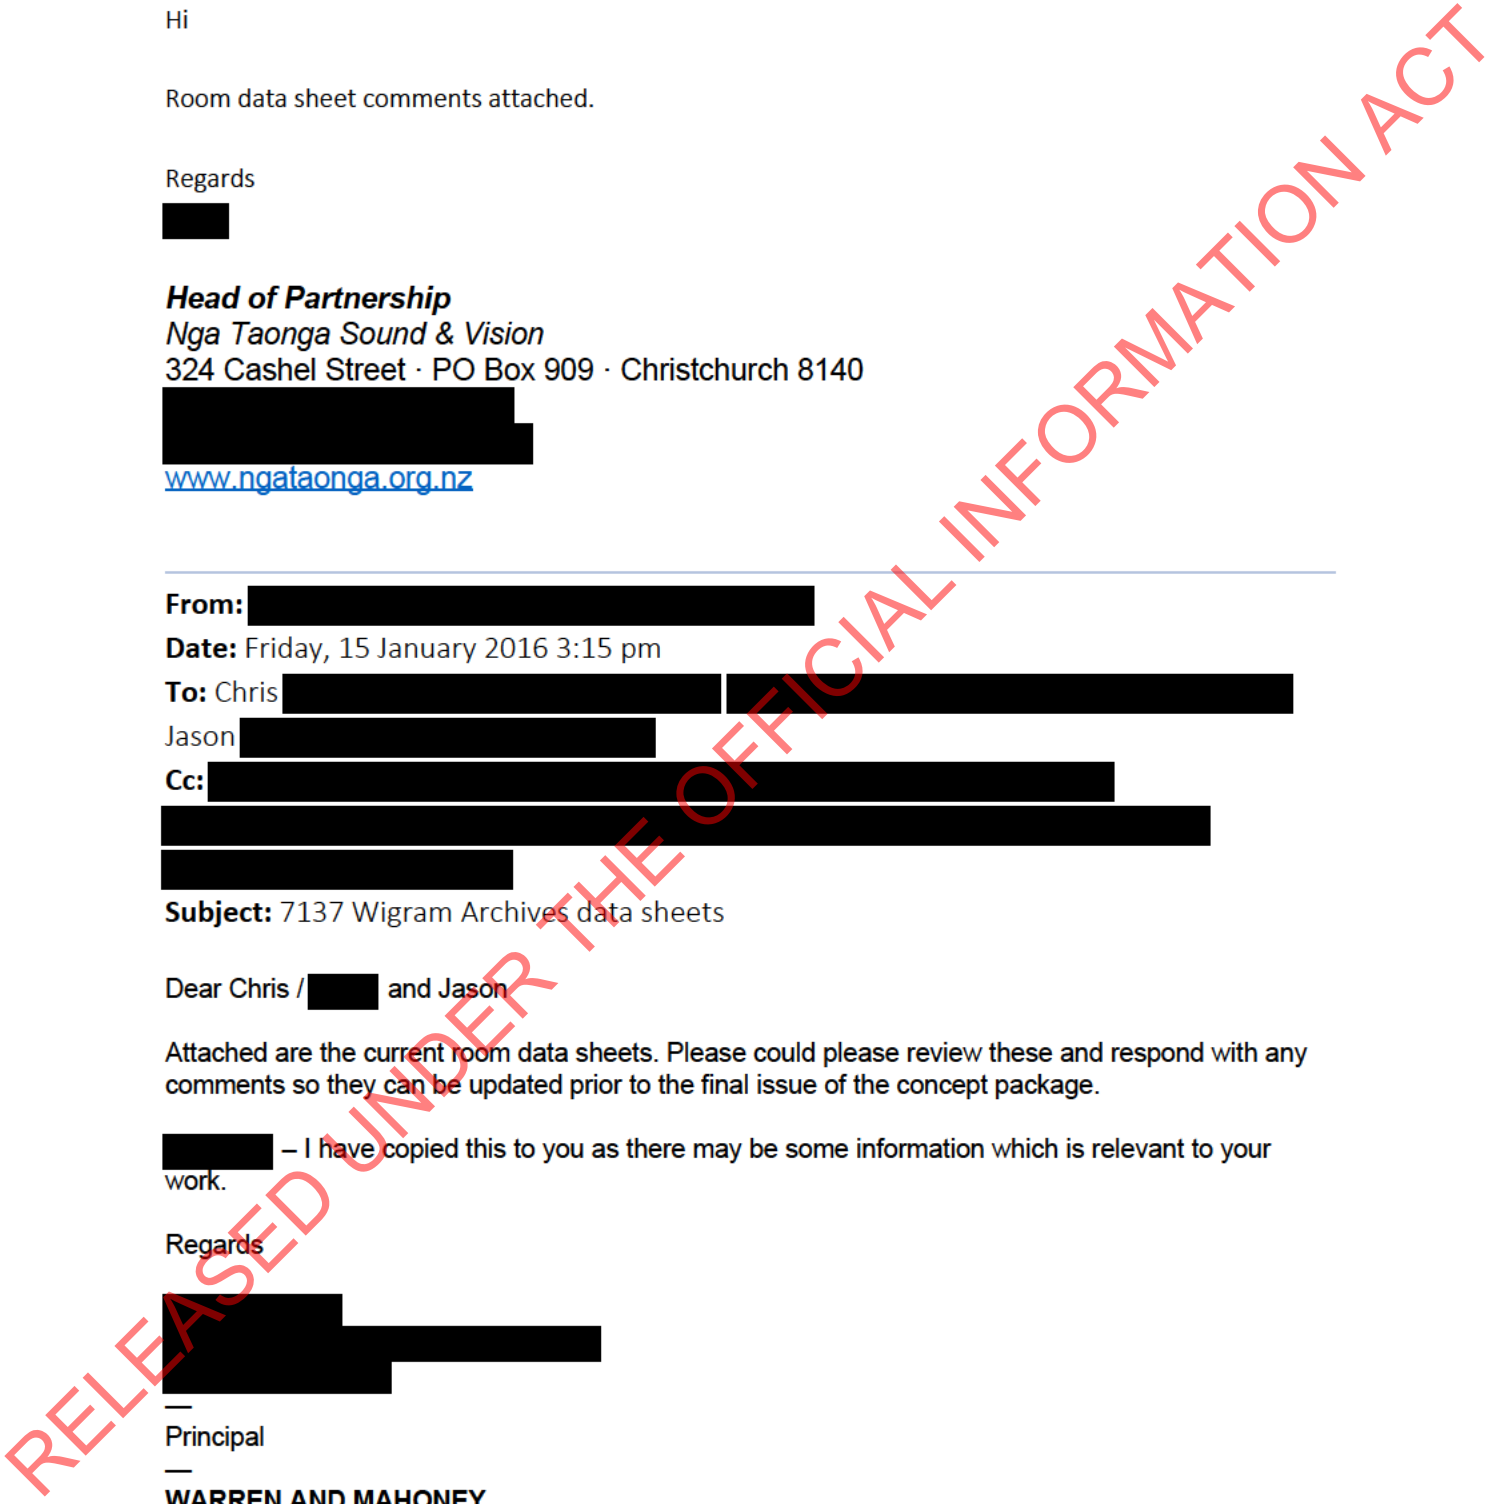 Hi
Room data sheet comments attached.
Regards
Head of Partnership
Nga Taonga Sound & Vision
324 Cashel Street · PO Box 909 · Christchurch 8140
www.ngataonga.org.nz
From:
Date: Friday, 15 January 2016 3:15 pm
To: Chris
Jason
Cc:
Subject: 7137 Wigram Archives data sheets
Dear Chris / and Jason
Attached are the current room data sheets. Please could please review these and respond with any
comments so they can be updated prior to the final issue of the concept package.
– I have copied this to you as there may be some information which is relevant to your
work.
Regards
—
Principal
—
WARREN AND MAHONEY
RELEASED UNDER THE OFFICIAL INFORMATION ACT